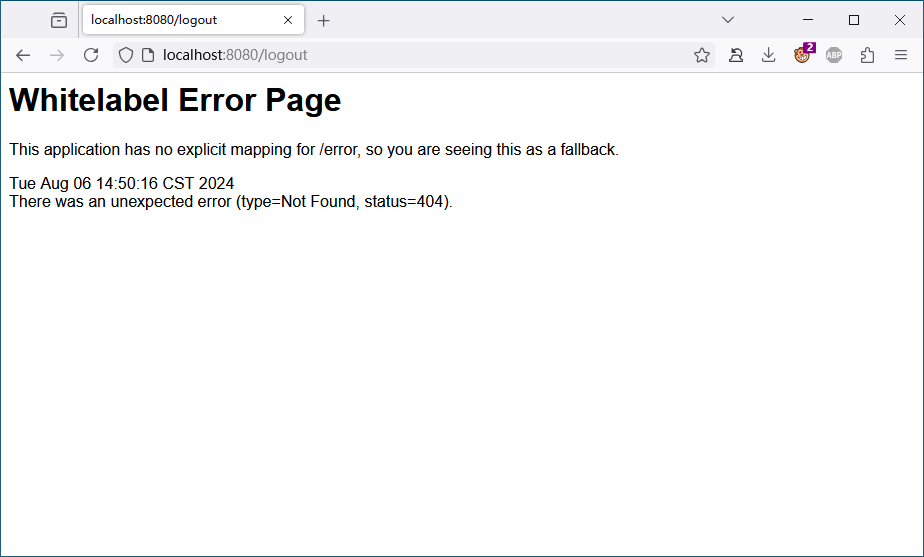 localhost:8080/logout
localhost:8080/logout
2
ABP
Whitelabel Error Page
This application has no explicit mapping for /error, so you are seeing this as a fallback.
Tue Aug 06 14:50:16 CST 2024
There was an unexpected error (type=Not Found, status=404).